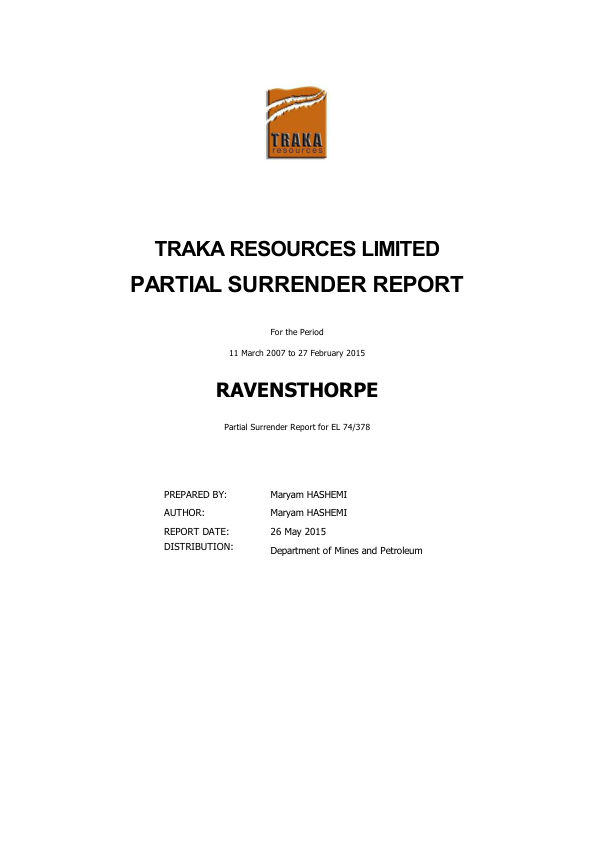 TRAKA
resources
TRAKA RESOURCES LIMITED
PARTIAL SURRENDER REPORT
For the Period
11 March 2007 to 27 February 2015
RAVENSTHORPE
Partial Surrender Report for EL 74/378
PREPARED BY: Maryam HASHEMI
AUTHOR: Maryam HASHEMI
REPORT DATE: 26 May 2015
DISTRIBUTION: Department of Mines and Petroleum